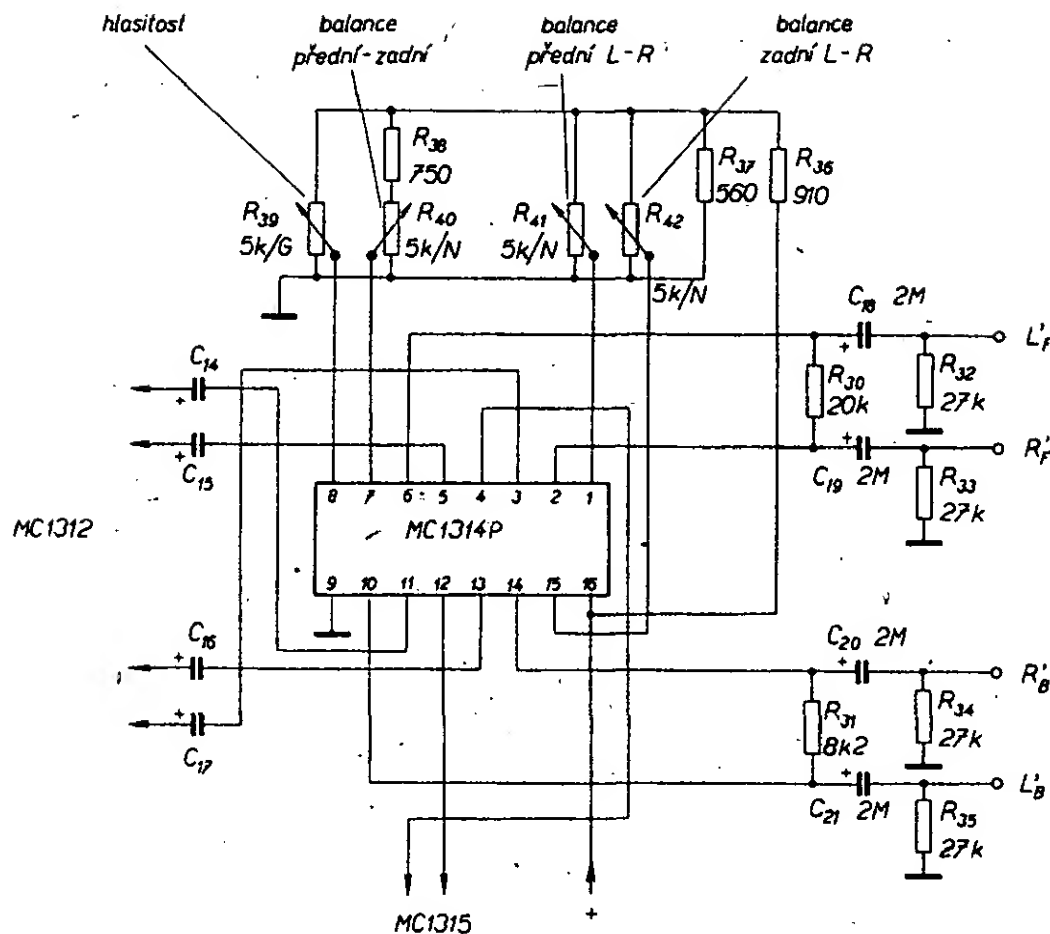 hlasitost
balance
přední-zadní
balance
přední L-R
balance
zadní L-R
R38
750
R37
560
R36
910
R39
5k/G
R40
5k/N
R41
5k/N
R42
5k/N
C18 2M
L'F
C14
+
+
R30
20k
R32
27k
C15
+
+
R'F
C19 2M
R33
27k
8 7 6 5 4 3 2 1
MC1312
MC1314P
9 10 11 12 13 14 15 16
C16
+
C20 2M
+
R'B
C17
+
R31
8k2
R34
27k
+
L'B
C21 2M
R35
27k
MC1315
+